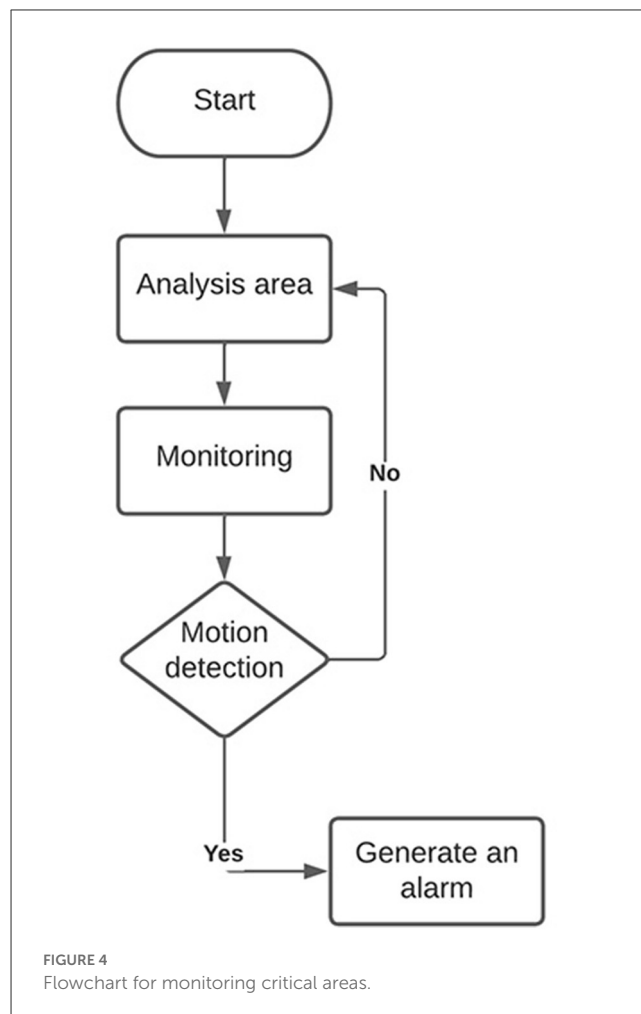 Start
Analysis area
Monitoring
No
Motion
detection
Yes
Generate an
alarm
FIGURE 4
Flowchart for monitoring critical areas.